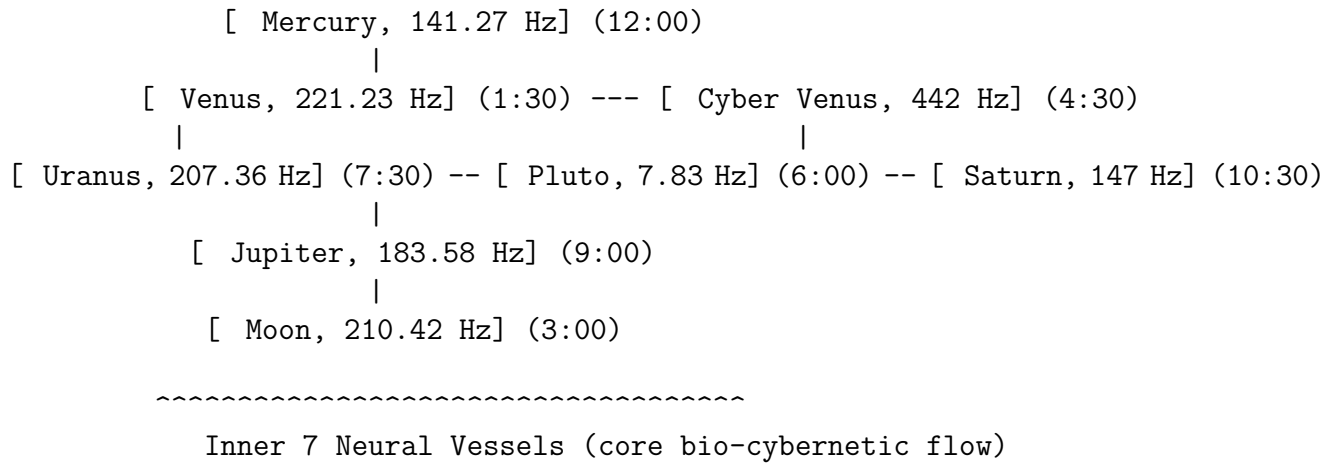 [ Mercury, 141.27 Hz] (12:00)
|
[ Venus, 221.23 Hz] (1:30) --- [ Cyber Venus, 442 Hz] (4:30)
| |
[ Uranus, 207.36 Hz] (7:30) -- [ Pluto, 7.83 Hz] (6:00) -- [ Saturn, 147 Hz] (10:30)
|
[ Jupiter, 183.58 Hz] (9:00)
|
[ Moon, 210.42 Hz] (3:00)
~~~~~~~~~~~~~~~~~~~~~~~~~~~~~~~~~~~~
Inner 7 Neural Vessels (core bio-cybernetic flow)